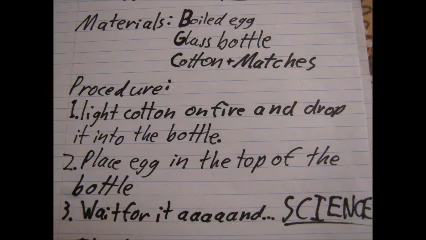 Materials: Boiled egg
Glass bottle
Cotton + Matches
Procedure:
1. light cotton on fire and drop
it into the bottle.
2. Place egg in the top of the
bottle
3. Wait for it aaaaand... SCIENCE